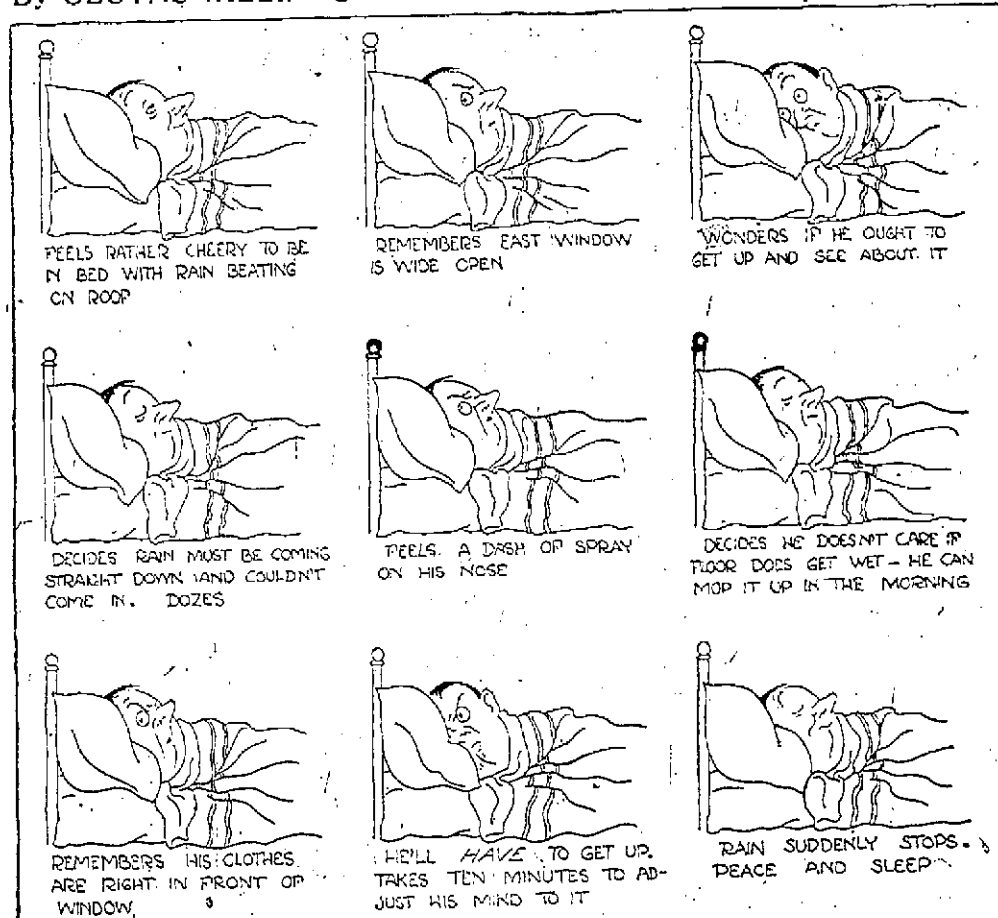 By
FEELS RATHER CHEERY TO BE
IN BED WITH RAIN BEATING
ON ROOF
REMEMBERS EAST WINDOW
IS WIDE OPEN
WONDERS IF HE OUGHT TO
GET UP AND SEE ABOUT IT
DECIDES RAIN MUST BE COMING
STRAIGHT DOWN AND COULDN'T
COME IN. DOZES
FEELS A DASH OF SPRAY
ON HIS NOSE
DECIDES HE DOESN'T CARE IF
FLOOR DOES GET WET – HE CAN
MOP IT UP IN THE MORNING
REMEMBERS HIS CLOTHES
ARE RIGHT IN FRONT OF
WINDOW
HE'LL HAVE TO GET UP.
TAKES TEN MINUTES TO AD-
JUST HIS MIND TO IT
RAIN SUDDENLY STOPS.
PEACE AND SLEEP